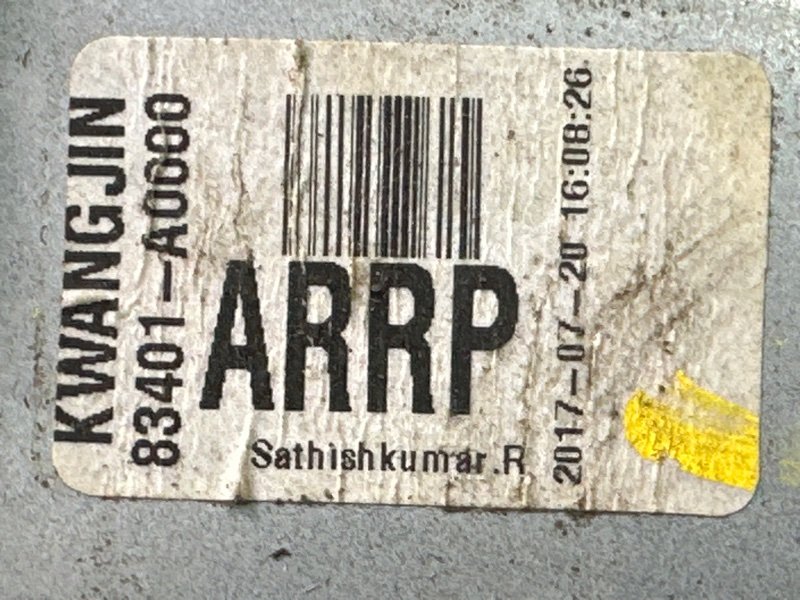 KWANGJIN
83401-A0600
ARRP
Sathishkumar.R
2017-07-20 16:08:26